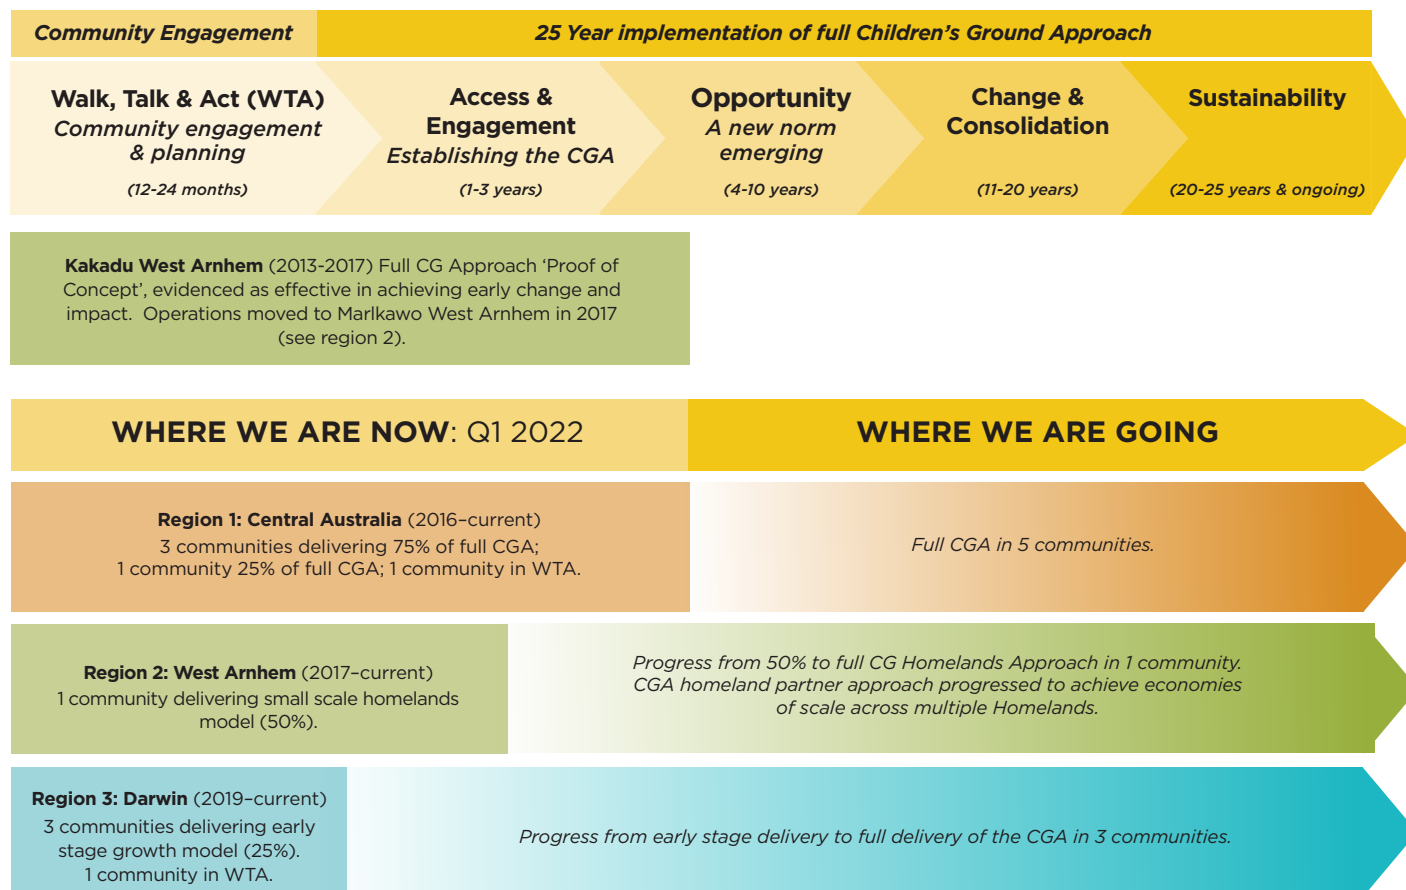 Community Engagement
25 Year implementation of full Children's Ground Approach
Walk, Talk & Act (WTA)
Community engagement
& planning
(12-24 months)
Access &
Engagement
Establishing the CGA
(1-3 years)
Opportunity
A new norm
emerging
(4-10 years)
Change &
Consolidation
(11-20 years)
Sustainability
(20-25 years & ongoing)
Kakadu West Arnhem (2013-2017) Full CG Approach ‘Proof of
Concept’, evidenced as effective in achieving early change and
impact.  Operations moved to Marlkawo West Arnhem in 2017
(see region 2).
WHERE WE ARE NOW: Q1 2022
WHERE WE ARE GOING
Region 1: Central Australia (2016–current)
3 communities delivering 75% of full CGA;
1 community 25% of full CGA; 1 community in WTA.
Full CGA in 5 communities.
Region 2: West Arnhem (2017–current)
1 community delivering small scale homelands
model (50%).
Progress from 50% to full CG Homelands Approach in 1 community.
CGA homeland partner approach progressed to achieve economies
of scale across multiple Homelands.
Region 3: Darwin (2019–current)
3 communities delivering early
stage growth model (25%).
1 community in WTA.
Progress from early stage delivery to full delivery of the CGA in 3 communities.